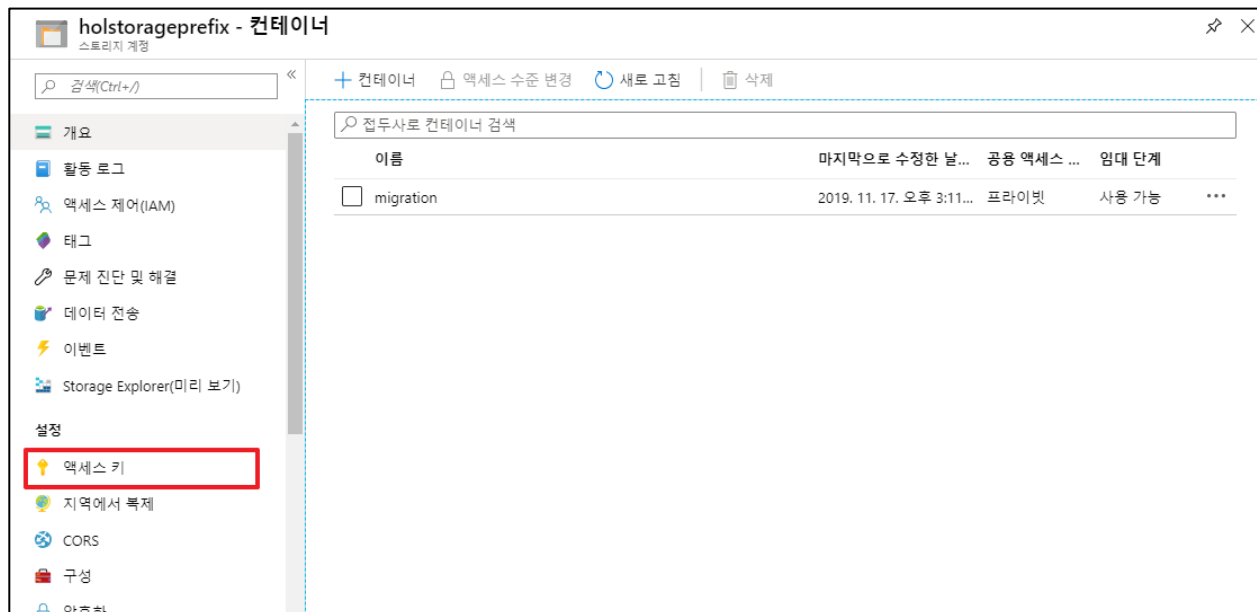 holstorageprefix - 컨테이너
스토리지 계정
검색(Ctrl+/)
«
컨테이너 액세스 수준 변경 새로 고침 삭제
개요
활동 로그
액세스 제어(IAM)
태그
문제 진단 및 해결
데이터 전송
이벤트
Storage Explorer(미리 보기)
설정
액세스 키
지역에서 복제
CORS
구성
암호화
접두사로 컨테이너 검색
이름 마지막으로 수정한 날... 공용 액세스 ... 임대 단계
migration 2019. 11. 17. 오후 3:11... 프라이빗 사용 가능